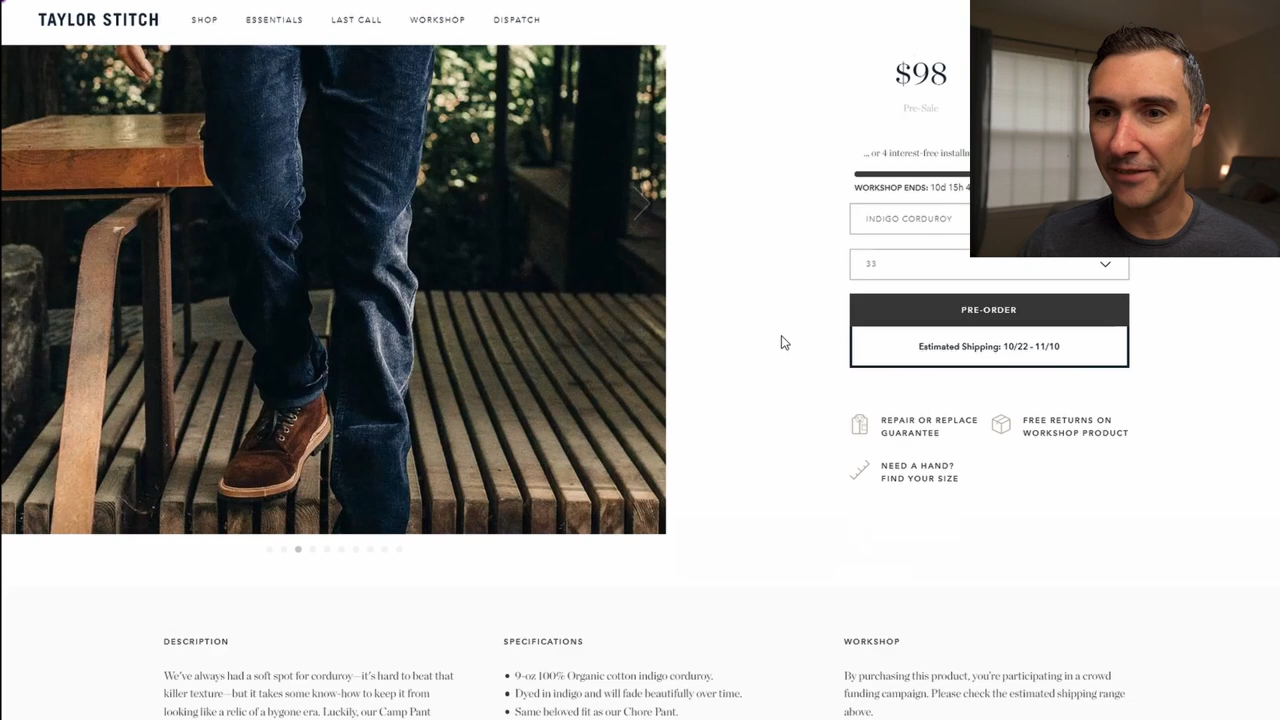 TAYLOR STITCH
SHOP ESSENTIALS LAST CALL WORKSHOP DISPATCH
$98
Pre-Sale
... or 4 interest-free
WORKSHOP ENDS: 10d 15h
INDIGO CORDUROY
33
PRE-ORDER
Estimated Shipping: 10/22 - 11/10
REPAIR OR REPLACE
GUARANTEE
FREE RETURNS ON
WORKSHOP PRODUCT
NEED A HAND?
FIND YOUR SIZE
DESCRIPTION
We've always had a soft spot for corduroy—it's hard to beat that
killer texture—but it takes some know-how to keep it from
looking like a relic of a bygone era. Luckily, our Camp Pant
SPECIFICATIONS
• 9-oz 100% Organic cotton indigo corduroy.
• Dyed in indigo and will fade beautifully over time.
• Same beloved fit as our Chore Pant.
WORKSHOP
By purchasing this product, you're participating in a crowd
funding campaign. Please check the estimated shipping range
above.